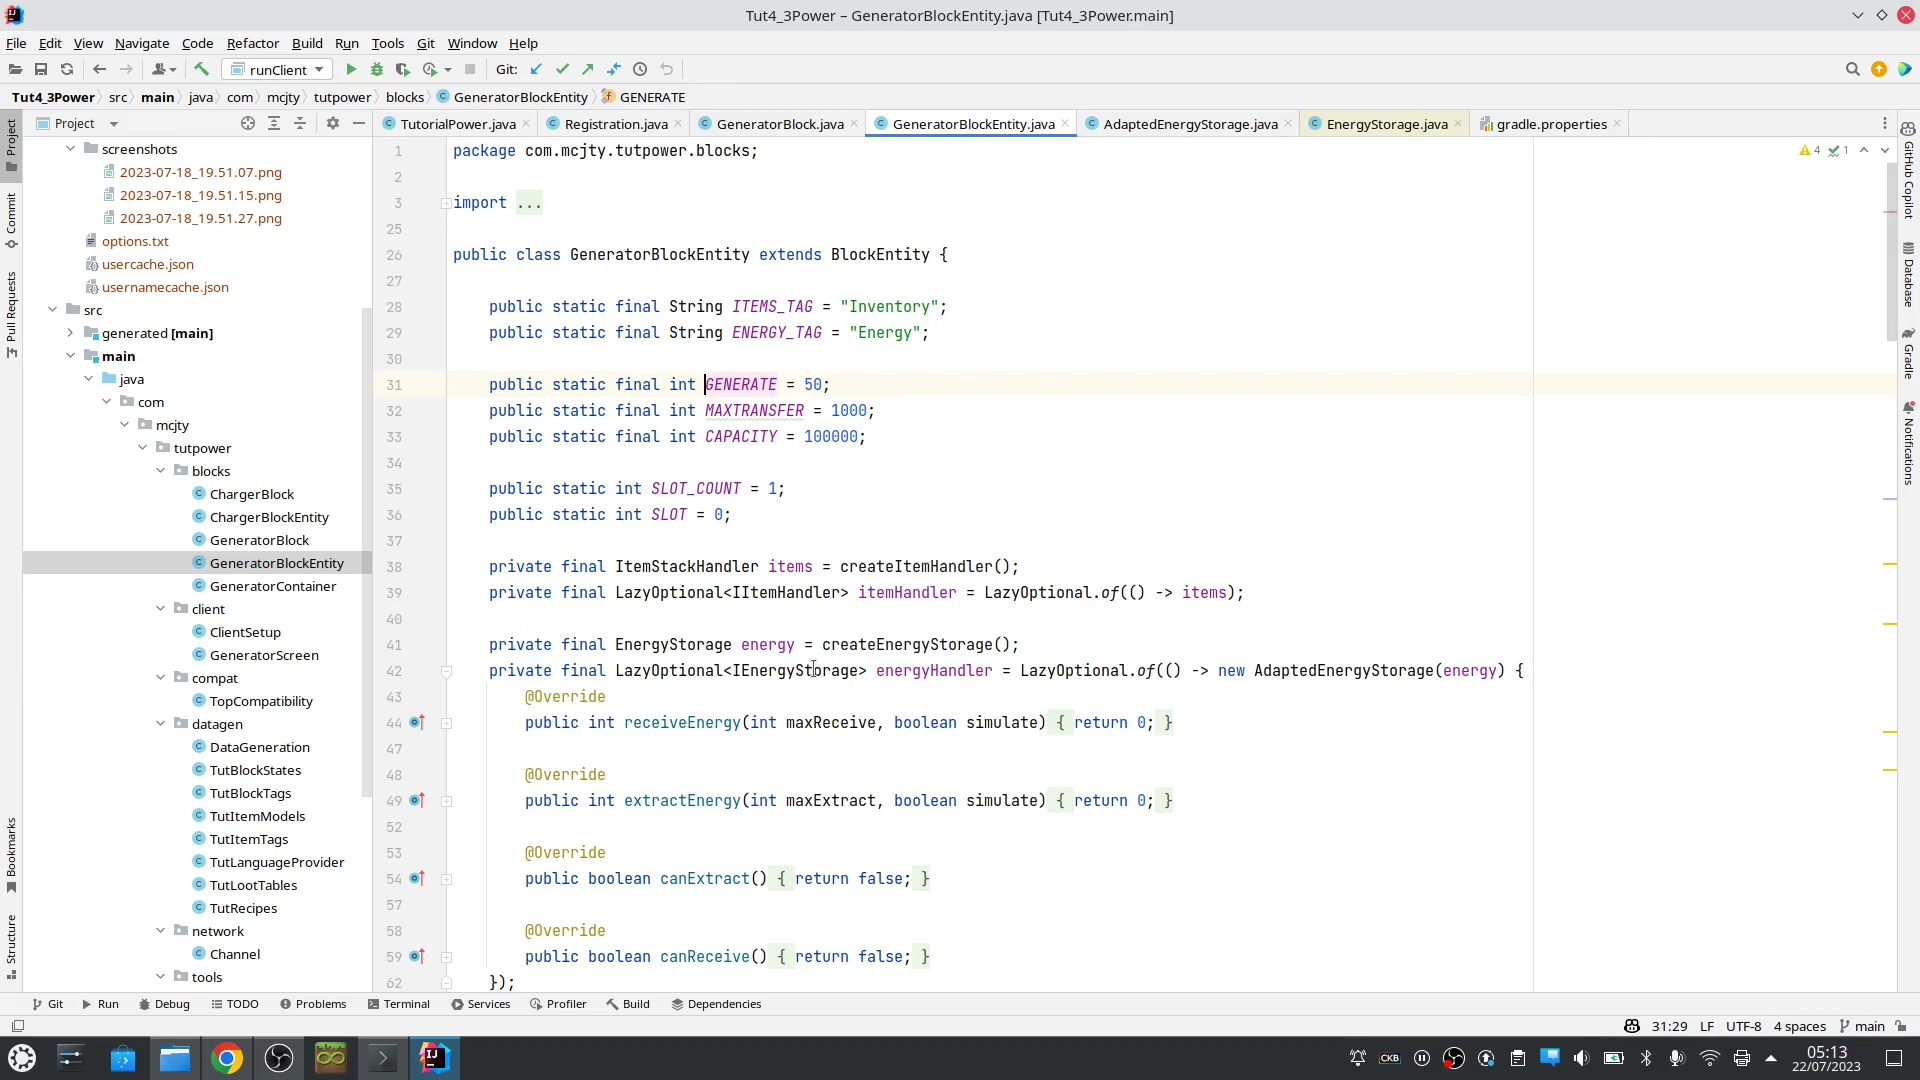 Tut4_3Power – GeneratorBlockEntity.java [Tut4_3Power.main]
File Edit View Navigate Code Refactor Build Run Tools Git Window Help
runClient
Git:
Tut4_3Power src main java com mcjty tutpower blocks GeneratorBlockEntity GENERATE
Project
TutorialPower.java Registration.java GeneratorBlock.java GeneratorBlockEntity.java AdaptedEnergyStorage.java EnergyStorage.java gradle.properties
Project
Commit
Pull Requests
Bookmarks
Structure
screenshots
2023-07-18_19.51.07.png
2023-07-18_19.51.15.png
2023-07-18_19.51.27.png
options.txt
usercache.json
usernamecache.json
src
generated [main]
main
java
com
mcjty
tutpower
blocks
ChargerBlock
ChargerBlockEntity
GeneratorBlock
GeneratorBlockEntity
GeneratorContainer
client
ClientSetup
GeneratorScreen
compat
TopCompatibility
datagen
DataGeneration
TutBlockStates
TutBlockTags
TutItemModels
TutItemTags
TutLanguageProvider
TutLootTables
TutRecipes
network
Channel
tools
4 1
1 package com.mcjty.tutpower.blocks;
2
3 import ...
25
26 public class GeneratorBlockEntity extends BlockEntity {
27
28 public static final String ITEMS_TAG = "Inventory";
29 public static final String ENERGY_TAG = "Energy";
30
31 public static final int GENERATE = 50;
32 public static final int MAXTRANSFER = 1000;
33 public static final int CAPACITY = 100000;
34
35 public static int SLOT_COUNT = 1;
36 public static int SLOT = 0;
37
38 private final ItemStackHandler items = createItemHandler();
39 private final LazyOptional<IItemHandler> itemHandler = LazyOptional.of(() -> items);
40
41 private final EnergyStorage energy = createEnergyStorage();
42 private final LazyOptional<IEnergyStorage> energyHandler = LazyOptional.of(() -> new AdaptedEnergyStorage(energy) {
43 @Override
44 public int receiveEnergy(int maxReceive, boolean simulate) { return 0; }
47
48 @Override
49 public int extractEnergy(int maxExtract, boolean simulate) { return 0; }
52
53 @Override
54 public boolean canExtract() { return false; }
57
58 @Override
59 public boolean canReceive() { return false; }
62 });
GitHub Copilot
Database
Gradle
Notifications
Git Run Debug TODO Problems Terminal Services Profiler Build Dependencies
31:29 LF UTF-8 4 spaces main
IJ
CKB
05:13
22/07/2023